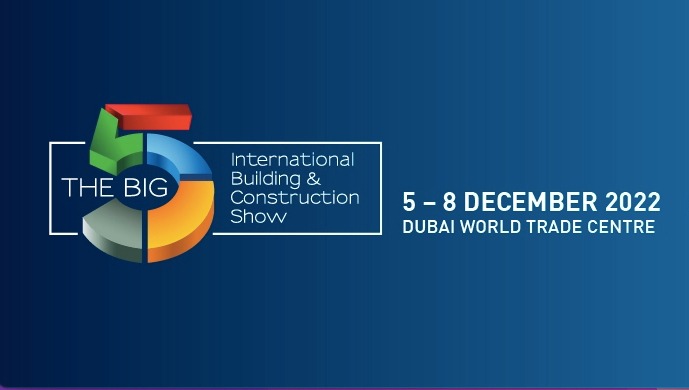 THE BIG 5
International
Building &
Construction
Show
5 – 8 DECEMBER 2022
DUBAI WORLD TRADE CENTRE